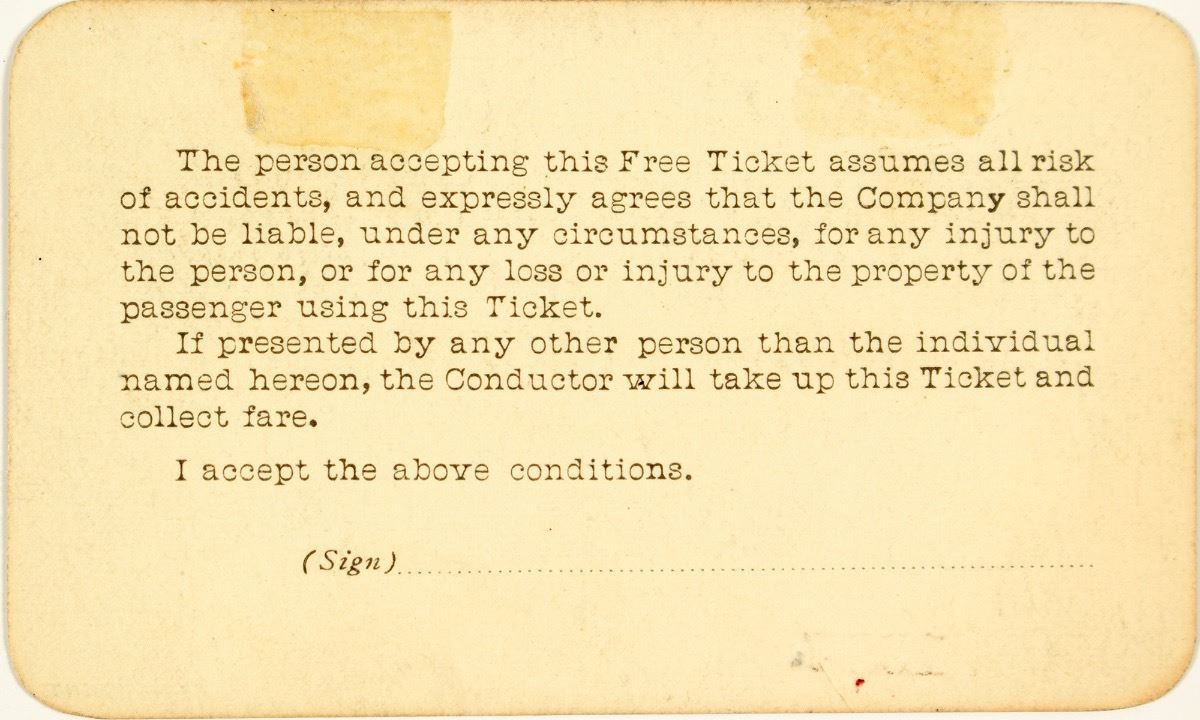 The person accepting this Free Ticket assumes all risk
of accidents, and expressly agrees that the Company shall
not be liable, under any circumstances, for any injury to
the person, or for any loss or injury to the property of the
passenger using this Ticket.
If presented by any other person than the individual
named hereon, the Conductor will take up this Ticket and
collect fare.
I accept the above conditions.
(Sign)